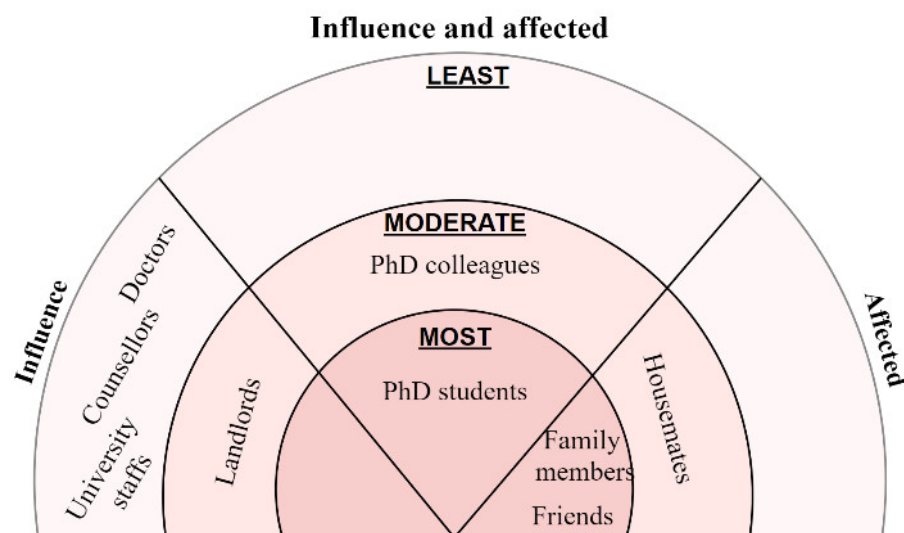 Influence and affected
LEAST
MODERATE
PhD colleagues
MOST
PhD students
Influence
Doctors
Counsellors
University
staffs
Landlords
Family
members
Friends
Housemates
Affected